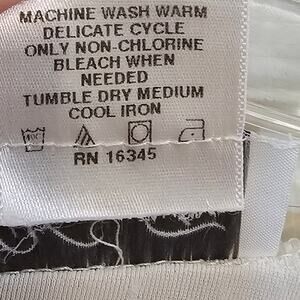 MACHINE WASH WARM
DELICATE CYCLE
ONLY NON-CHLORINE
BLEACH WHEN
NEEDED
TUMBLE DRY MEDIUM
COOL IRON
RN 16345